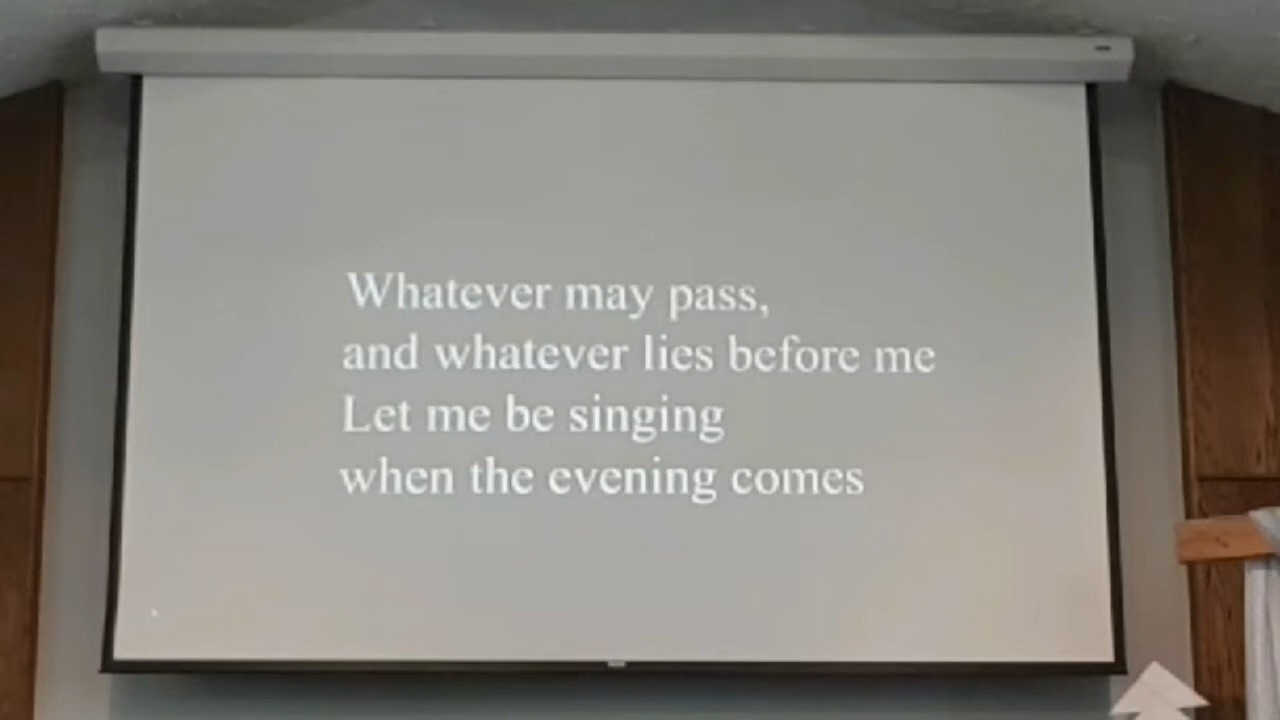 Whatever may pass,
and whatever lies before me
Let me be singing
when the evening comes